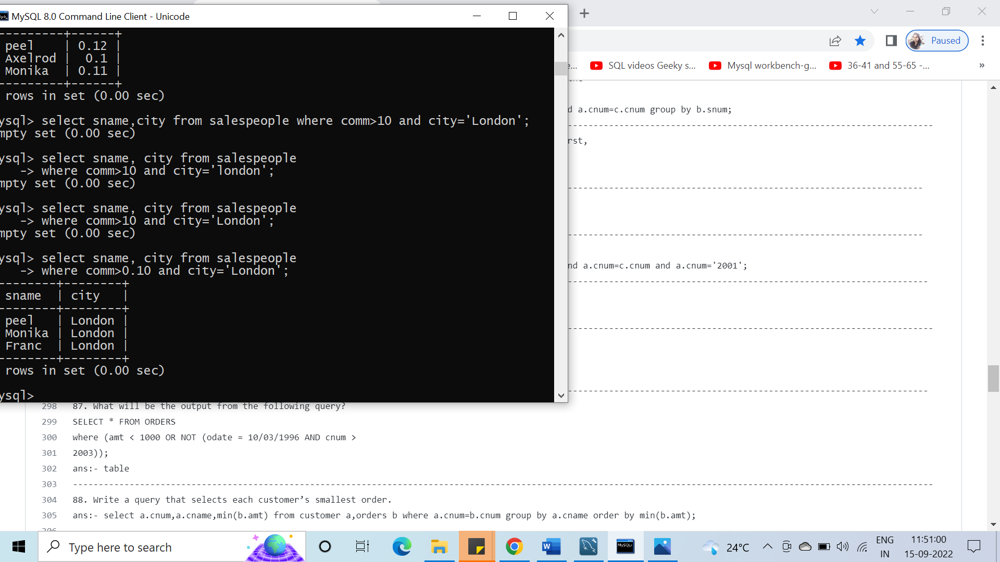 MySQL 8.0 Command Line Client - Unicode
---------+------+
peel | 0.12 |
Axelrod | 0.1 |
Monika | 0.11 |
---------+------+
rows in set (0.00 sec)
ysql> select sname,city from salespeople where comm>10 and city='London';
mpty set (0.00 sec)
ysql> select sname, city from salespeople
-> where comm>10 and city='london';
mpty set (0.00 sec)
ysql> select sname, city from salespeople
-> where comm>10 and city='London';
mpty set (0.00 sec)
ysql> select sname, city from salespeople
-> where comm>0.10 and city='London';
--------+--------+
sname | city |
--------+--------+
peel | London |
Monika | London |
Franc | London |
--------+--------+
rows in set (0.00 sec)
ysql>
Paused
e... SQL videos Geeky s... Mysql workbench-g... 36-41 and 55-65 -... »
d a.cnum=c.cnum group by b.snum;
rst,
nd a.cnum=c.cnum and a.cnum='2001';
298 87. What will be the output from the following query?
299 SELECT * FROM ORDERS
300 where (amt < 1000 OR NOT (odate = 10/03/1996 AND cnum >
301 2003));
302 ans:- table
303
304 88. Write a query that selects each customer’s smallest order.
305 ans:- select a.cnum,a.cname,min(b.amt) from customer a,orders b where a.cnum=b.cnum group by a.cname order by min(b.amt);
Type here to search
24°C
ENG
IN
11:51:00
15-09-2022